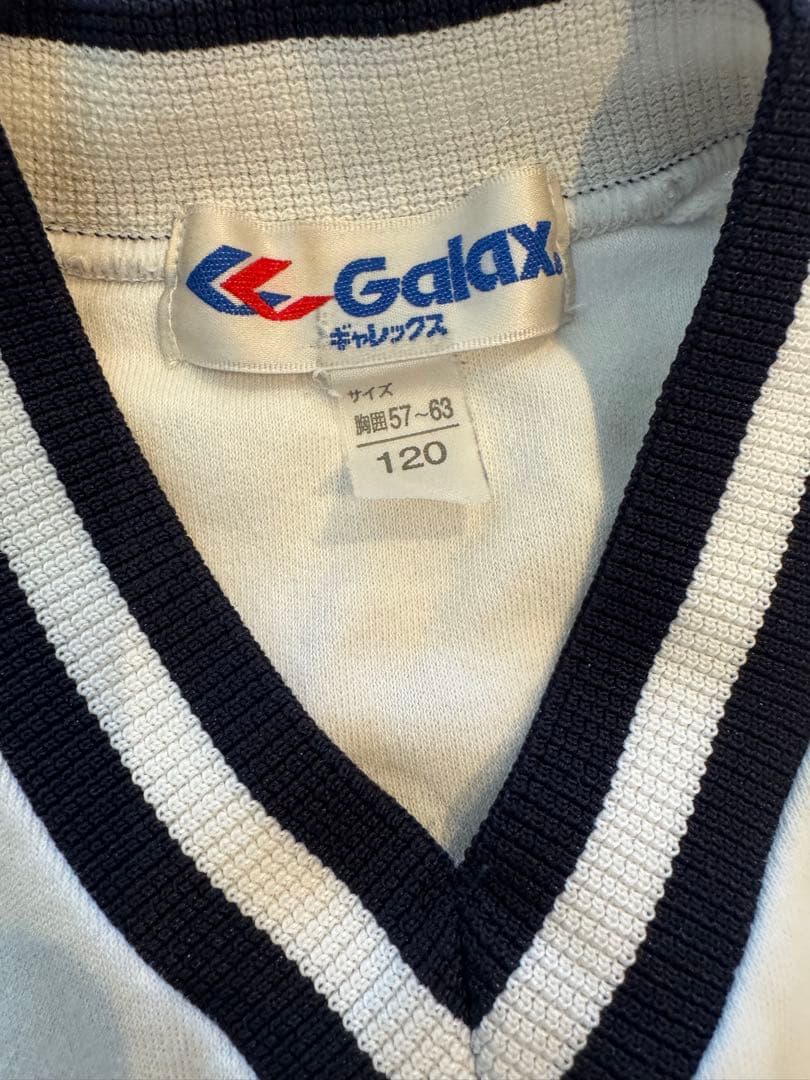 Galax.
ギャレックス
サイズ
胸囲57~63
120